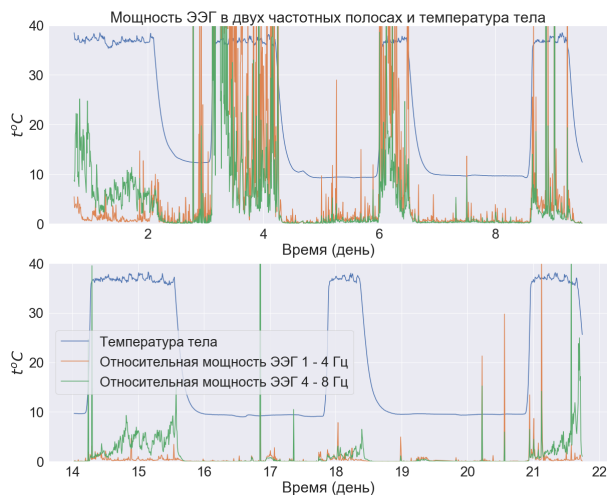 Мощность ЭЭГ в двух частотных полосах и температура тела
40
30
20
10
0
t°C
2 4 6 8
Время (день)
40
30
20
10
0
t°C
Температура тела
Относительная мощность ЭЭГ 1 - 4 Гц
Относительная мощность ЭЭГ 4 - 8 Гц
14 15 16 17 18 19 20 21 22
Время (день)